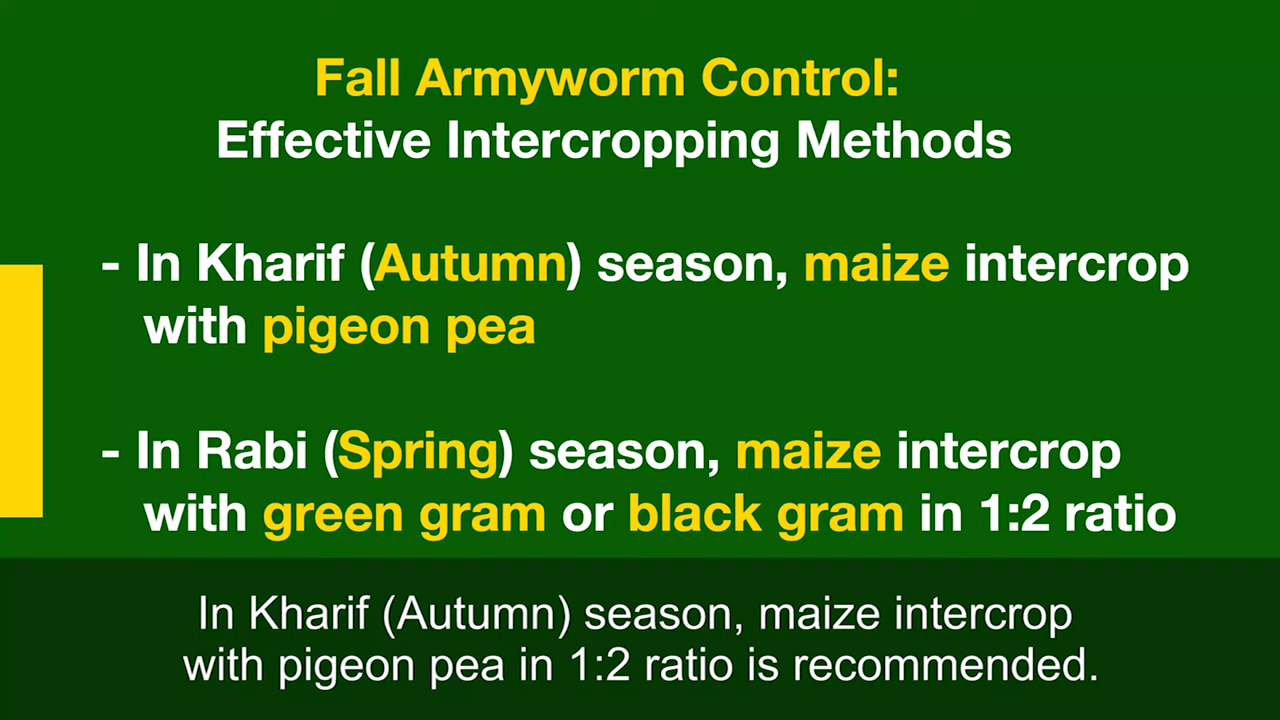 Fall Armyworm Control:
Effective Intercropping Methods
- In Kharif (Autumn) season, maize intercrop
with pigeon pea
- In Rabi (Spring) season, maize intercrop
with green gram or black gram in 1:2 ratio
In Kharif (Autumn) season, maize intercrop
with pigeon pea in 1:2 ratio is recommended.